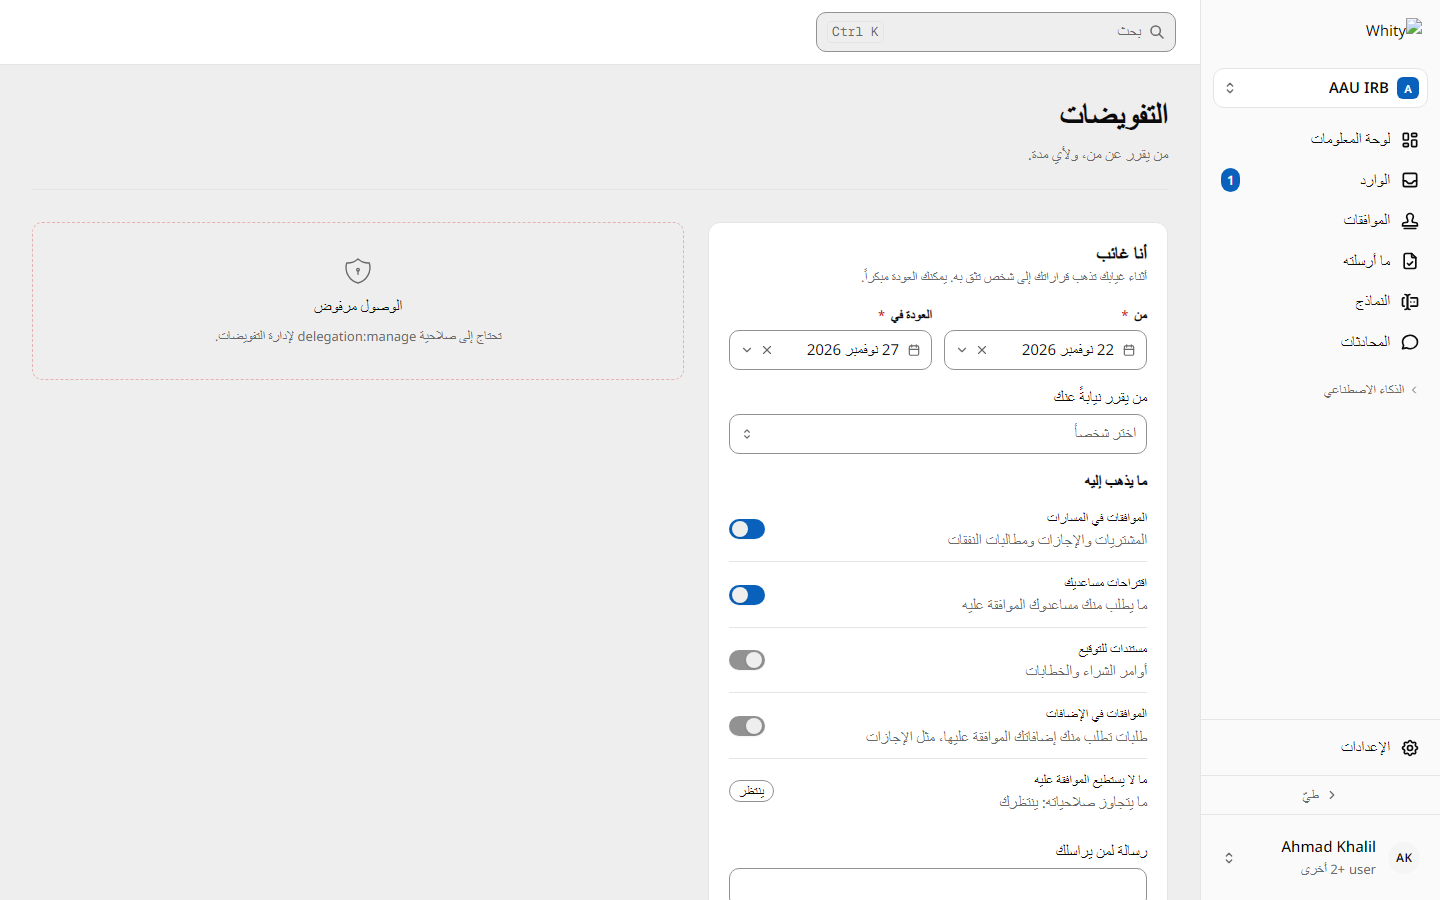 Whity
AAU IRB
A
لوحة المعلومات
الوارد
1
الموافقات
ما أرسلته
النماذج
المحادثات
الذكاء الاصطناعي
الإعدادات
طيّ
AK
Ahmad Khalil
user +2 أخرى
بحث
Ctrl K
التفويضات
من يقرر عن من، ولأي مدة.
أنا غائب
أثناء غيابك تذهب قراراتك إلى شخص تثق به. يمكنك العودة مبكراً.
من *
العودة في *
22 نوفمبر 2026
27 نوفمبر 2026
من يقرر نيابةً عنك
اختر شخصاً
ما يذهب إليه
الموافقات في المسارات
المشتريات والإجازات ومطالبات النفقات
اقتراحات مساعديك
ما يطلب منك مساعدوك الموافقة عليه
مستندات للتوقيع
أوامر الشراء والخطابات
الموافقات في الإضافات
طلبات تطلب منك إضافاتك الموافقة عليها، مثل الإجازات
ما لا يستطيع الموافقة عليه
ما يتجاوز صلاحياته: ينتظرك
ينتظر
رسالة لمن يراسلك
الوصول مرفوض
تحتاج إلى صلاحية delegation:manage لإدارة التفويضات.